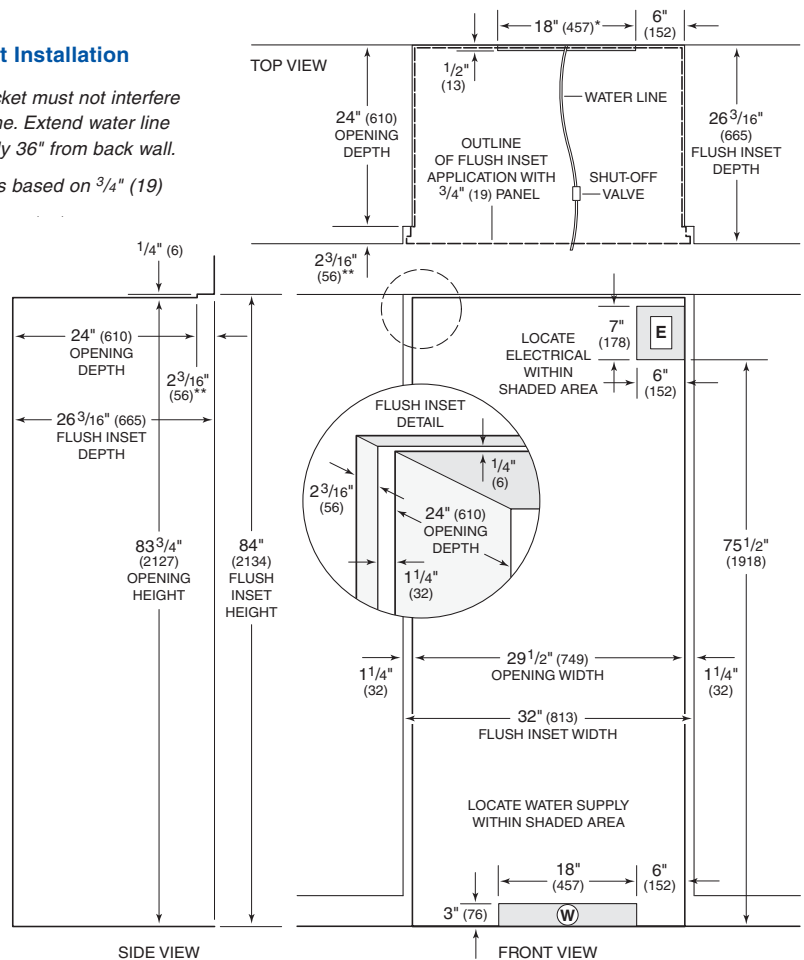 t Installation
cket must not interfere
ne. Extend water line
ly 36" from back wall.
s based on 3/4" (19)
TOP VIEW
18" (457)*
6"
(152)
1/2"
(13)
24" (610)
OPENING
DEPTH
WATER LINE
OUTLINE
OF FLUSH INSET
APPLICATION WITH
3/4" (19) PANEL
SHUT-OFF
VALVE
26 3/16"
(665)
FLUSH INSET
DEPTH
2 3/16"
(56)**
1/4" (6)
24" (610)
OPENING
DEPTH
2 3/16"
(56)**
26 3/16" (665)
FLUSH INSET
DEPTH
83 3/4"
(2127)
OPENING
HEIGHT
84"
(2134)
FLUSH
INSET
HEIGHT
SIDE VIEW
LOCATE
ELECTRICAL
WITHIN
SHADED AREA
7"
(178)
E
6"
(152)
FLUSH INSET
DETAIL
1/4"
(6)
2 3/16"
(56)
24" (610)
OPENING
DEPTH
1 1/4"
(32)
75 1/2"
(1918)
1 1/4"
(32)
29 1/2" (749)
OPENING WIDTH
1 1/4"
(32)
32" (813)
FLUSH INSET WIDTH
LOCATE WATER SUPPLY
WITHIN SHADED AREA
18"
(457)
6"
(152)
3" (76)
W
FRONT VIEW